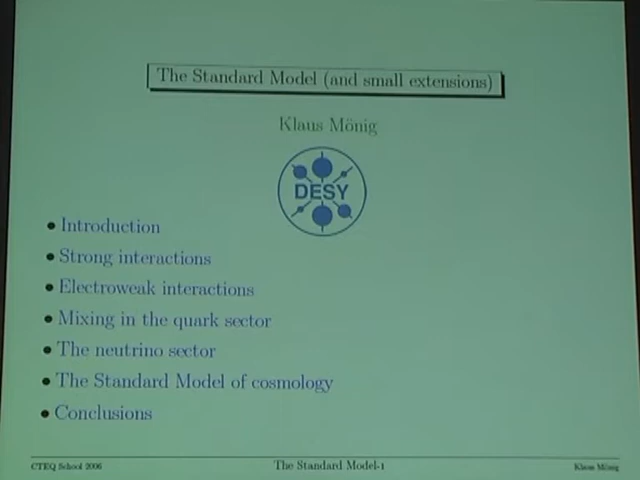 The Standard Model (and small extensions)
Klaus Mönig
DESY
• Introduction
• Strong interactions
• Electroweak interactions
• Mixing in the quark sector
• The neutrino sector
• The Standard Model of cosmology
• Conclusions
CTEQ School 2006 The Standard Model-1 Klaus Mönig